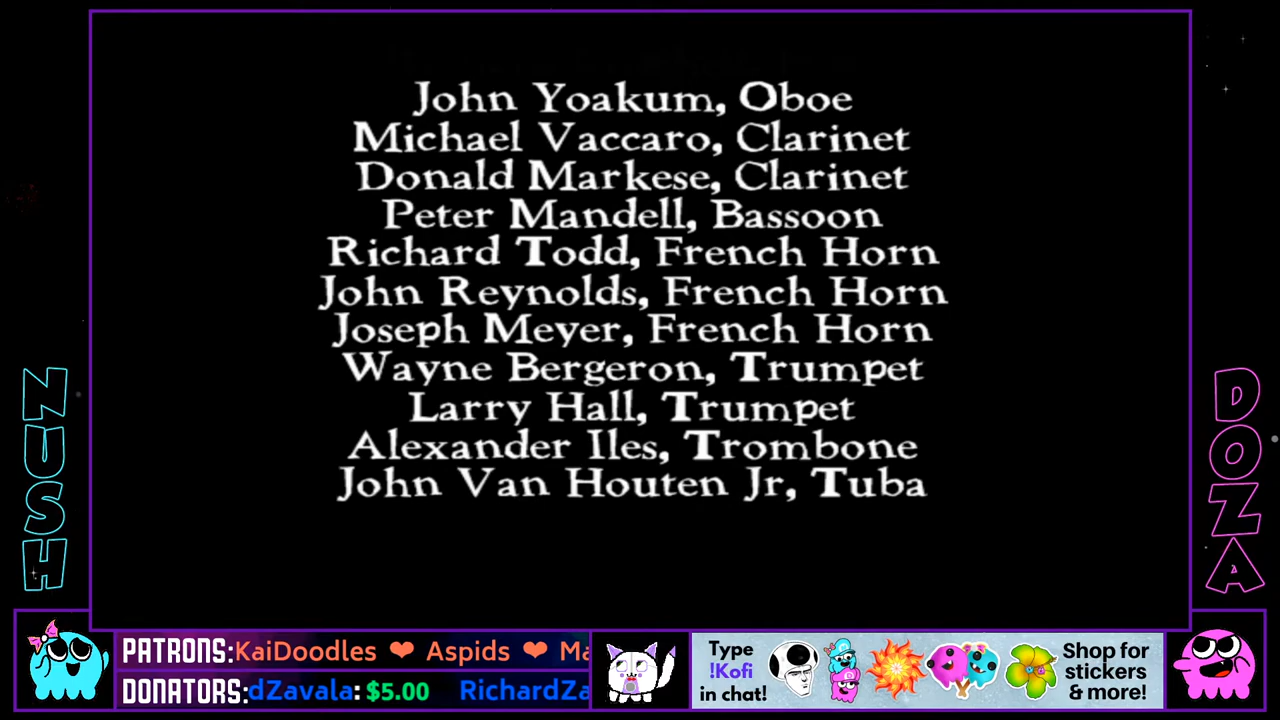 John Yoakum, Oboe
Michael Vaccaro, Clarinet
Donald Markese, Clarinet
Peter Mandell, Bassoon
Richard Todd, French Horn
John Reynolds, French Horn
Joseph Meyer, French Horn
Wayne Bergeron, Trumpet
Larry Hall, Trumpet
Alexander Iles, Trombone
John Van Houten Jr, Tuba
NUSH
DOZA
PATRONS:KaiDoodles ❤ Aspids ❤ Ma
DONATORS:dZavala: $5.00 RichardZa
Type
!Kofi
in chat!
Shop for
stickers
& more!